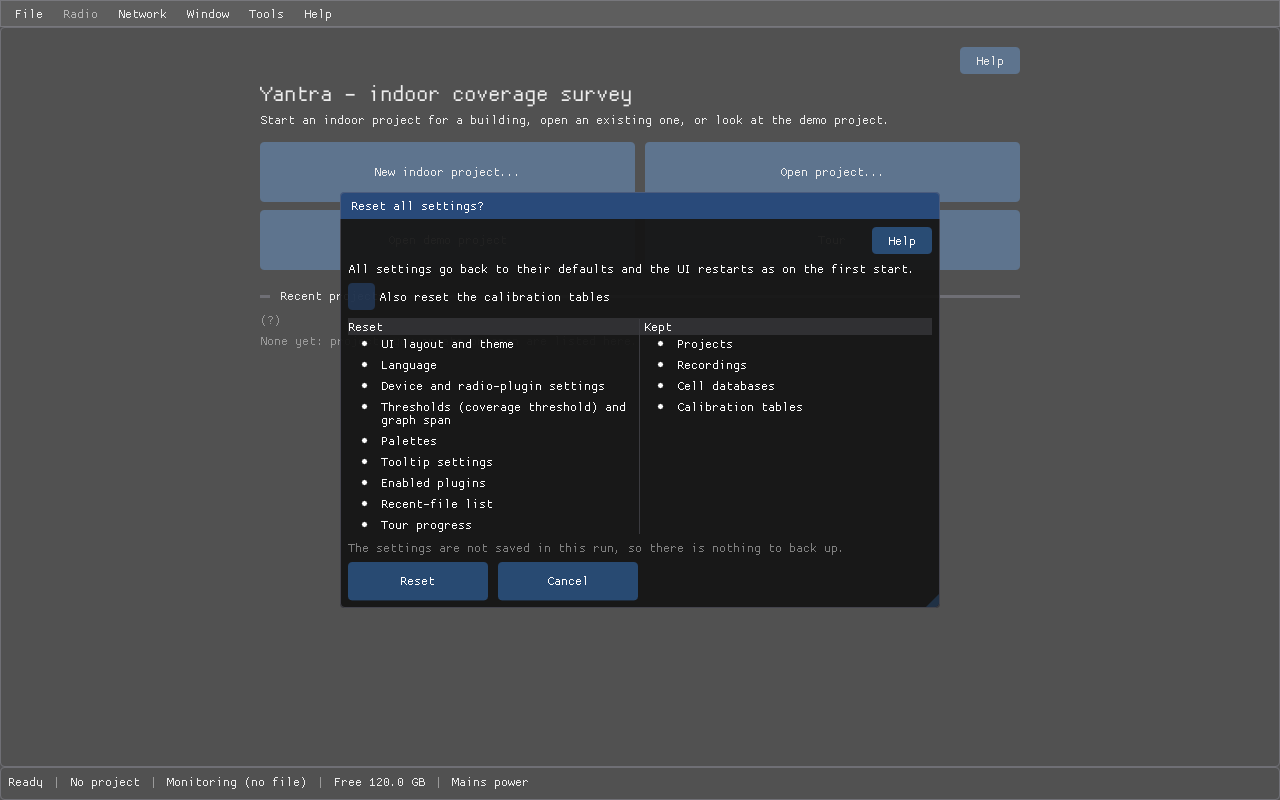 File Radio Network Window Tools Help
Help
Yantra - indoor coverage survey
Start an indoor project for a building, open an existing one, or look at the demo project.
New indoor project... Open project...
Reset all settings?
Open demo project Tour
Help
All settings go back to their defaults and the UI restarts as on the first start.
Recent pr
Also reset the calibration tables
(?)
Reset Kept
None yet: pr
UI layout and theme
Language
Device and radio-plugin settings
Thresholds (coverage threshold) and
graph span
Palettes
Tooltip settings
Enabled plugins
Recent-file list
Tour progress
Projects
Recordings
Cell databases
Calibration tables
The settings are not saved in this run, so there is nothing to back up.
Reset Cancel
Ready | No project | Monitoring (no file) | Free 120.0 GB | Mains power